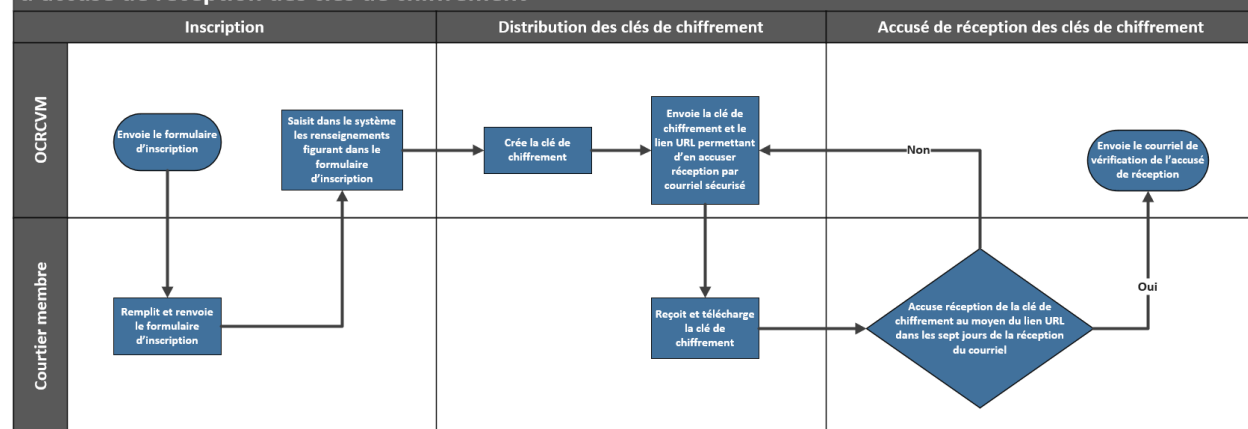 Inscription
Distribution des clés de chiffrement
Accusé de réception des clés de chiffrement
OCRCVM
Envoie le formulaire
d'inscription
Saisit dans le système
les renseignements
figurant dans le
formulaire
d'inscription
Crée la clé de
chiffrement
Envoie la clé de
chiffrement et le
lien URL permettant
d'en accuser
réception par
courriel sécurisé
Non
Envoie le courriel de
vérification de l'accusé
de réception
Courtier membre
Remplit et renvoie
le formulaire
d'inscription
Reçoit et télécharge
la clé de
chiffrement
Accuse réception de la clé de
chiffrement au moyen du lien URL
dans les sept jours de la réception
du courriel
Oui